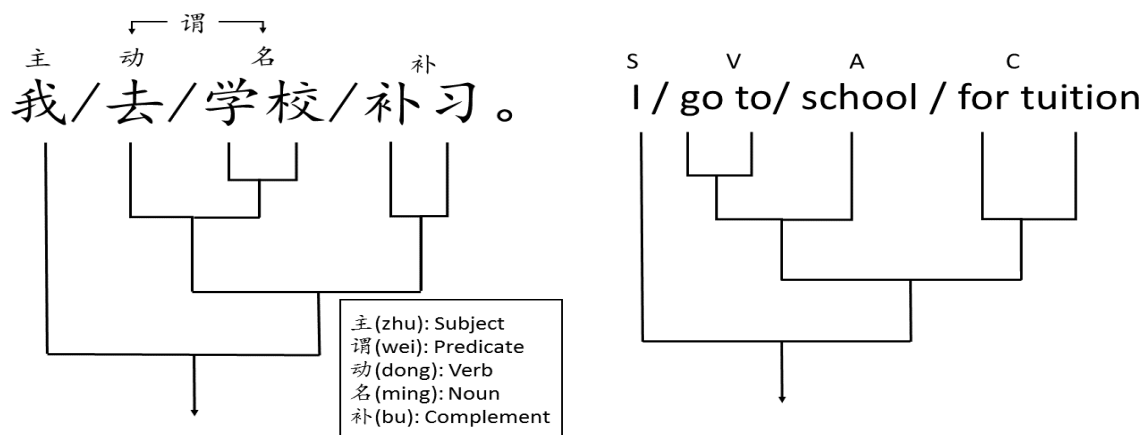 谓
主 动 名 补
我/去/学校/补习。
S V A C
I / go to/ school / for tuition
主(zhu): Subject
谓(wei): Predicate
动(dong): Verb
名(ming): Noun
补(bu): Complement